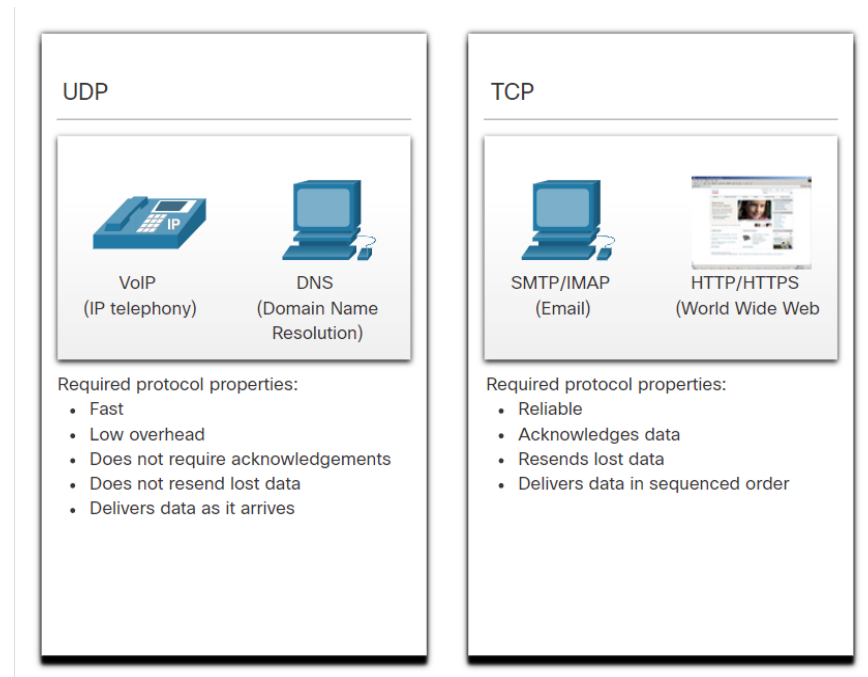 UDP
IP
VoIP
(IP telephony)
DNS
(Domain Name
Resolution)
Required protocol properties:
• Fast
• Low overhead
• Does not require acknowledgements
• Does not resend lost data
• Delivers data as it arrives
TCP
SMTP/IMAP
(Email)
HTTP/HTTPS
(World Wide Web
Required protocol properties:
• Reliable
• Acknowledges data
• Resends lost data
• Delivers data in sequenced order